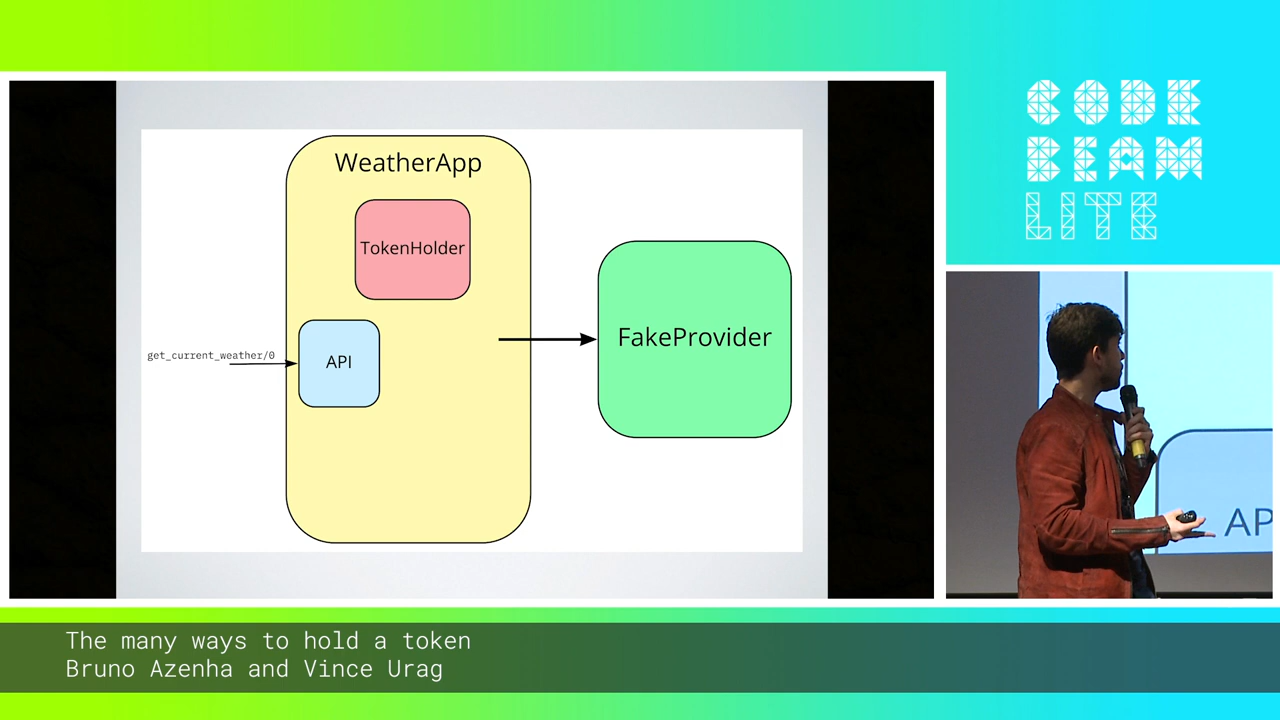 WeatherApp
TokenHolder
get_current_weather/0
API
FakeProvider
CODE
BEAM
LITE
AP
The many ways to hold a token
Bruno Azenha and Vince Urag